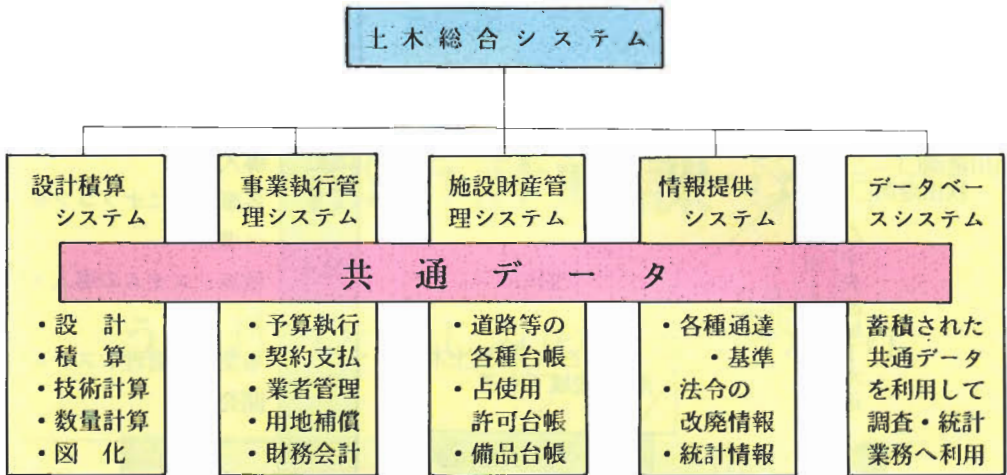 土木総合システム
設計積算
システム
事業執行管
理システム
施設財産管
理システム
情報提供
システム
データベー
スシステム
共通データ
・設計
・積算
・技術計算
・数量計算
・図化
・予算執行
・契約支払
・業者管理
・用地補償
・財務会計
・道路等の
各種台帳
・占使用
許可台帳
・備品台帳
・各種通達
・基準
・法令の
改廃情報
・統計情報
蓄積された
共通データ
を利用して
調査・統計
業務へ利用